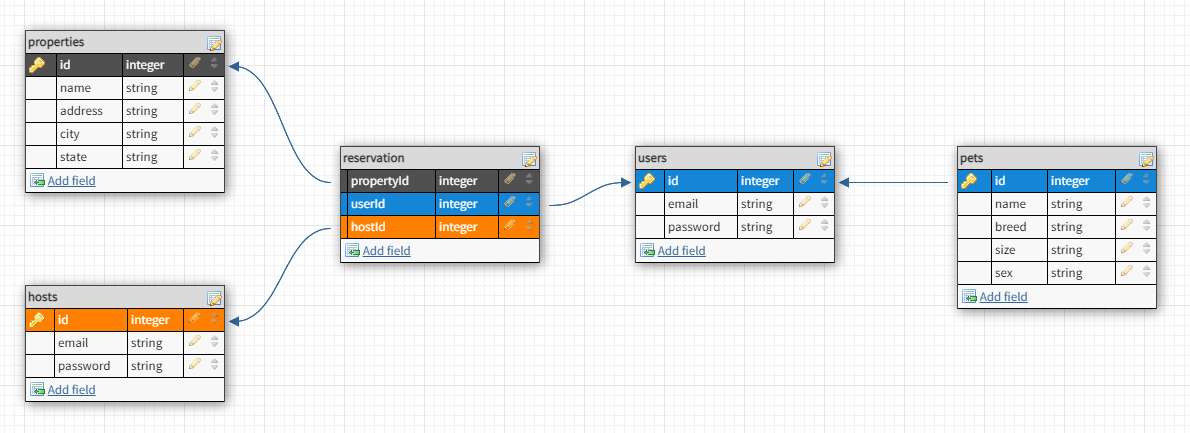 properties
id integer
name string
address string
city string
state string
Add field
reservation
propertyId integer
userId integer
hostId integer
Add field
users
id integer
email string
password string
Add field
pets
id integer
name string
breed string
size string
sex string
Add field
hosts
id integer
email string
password string
Add field